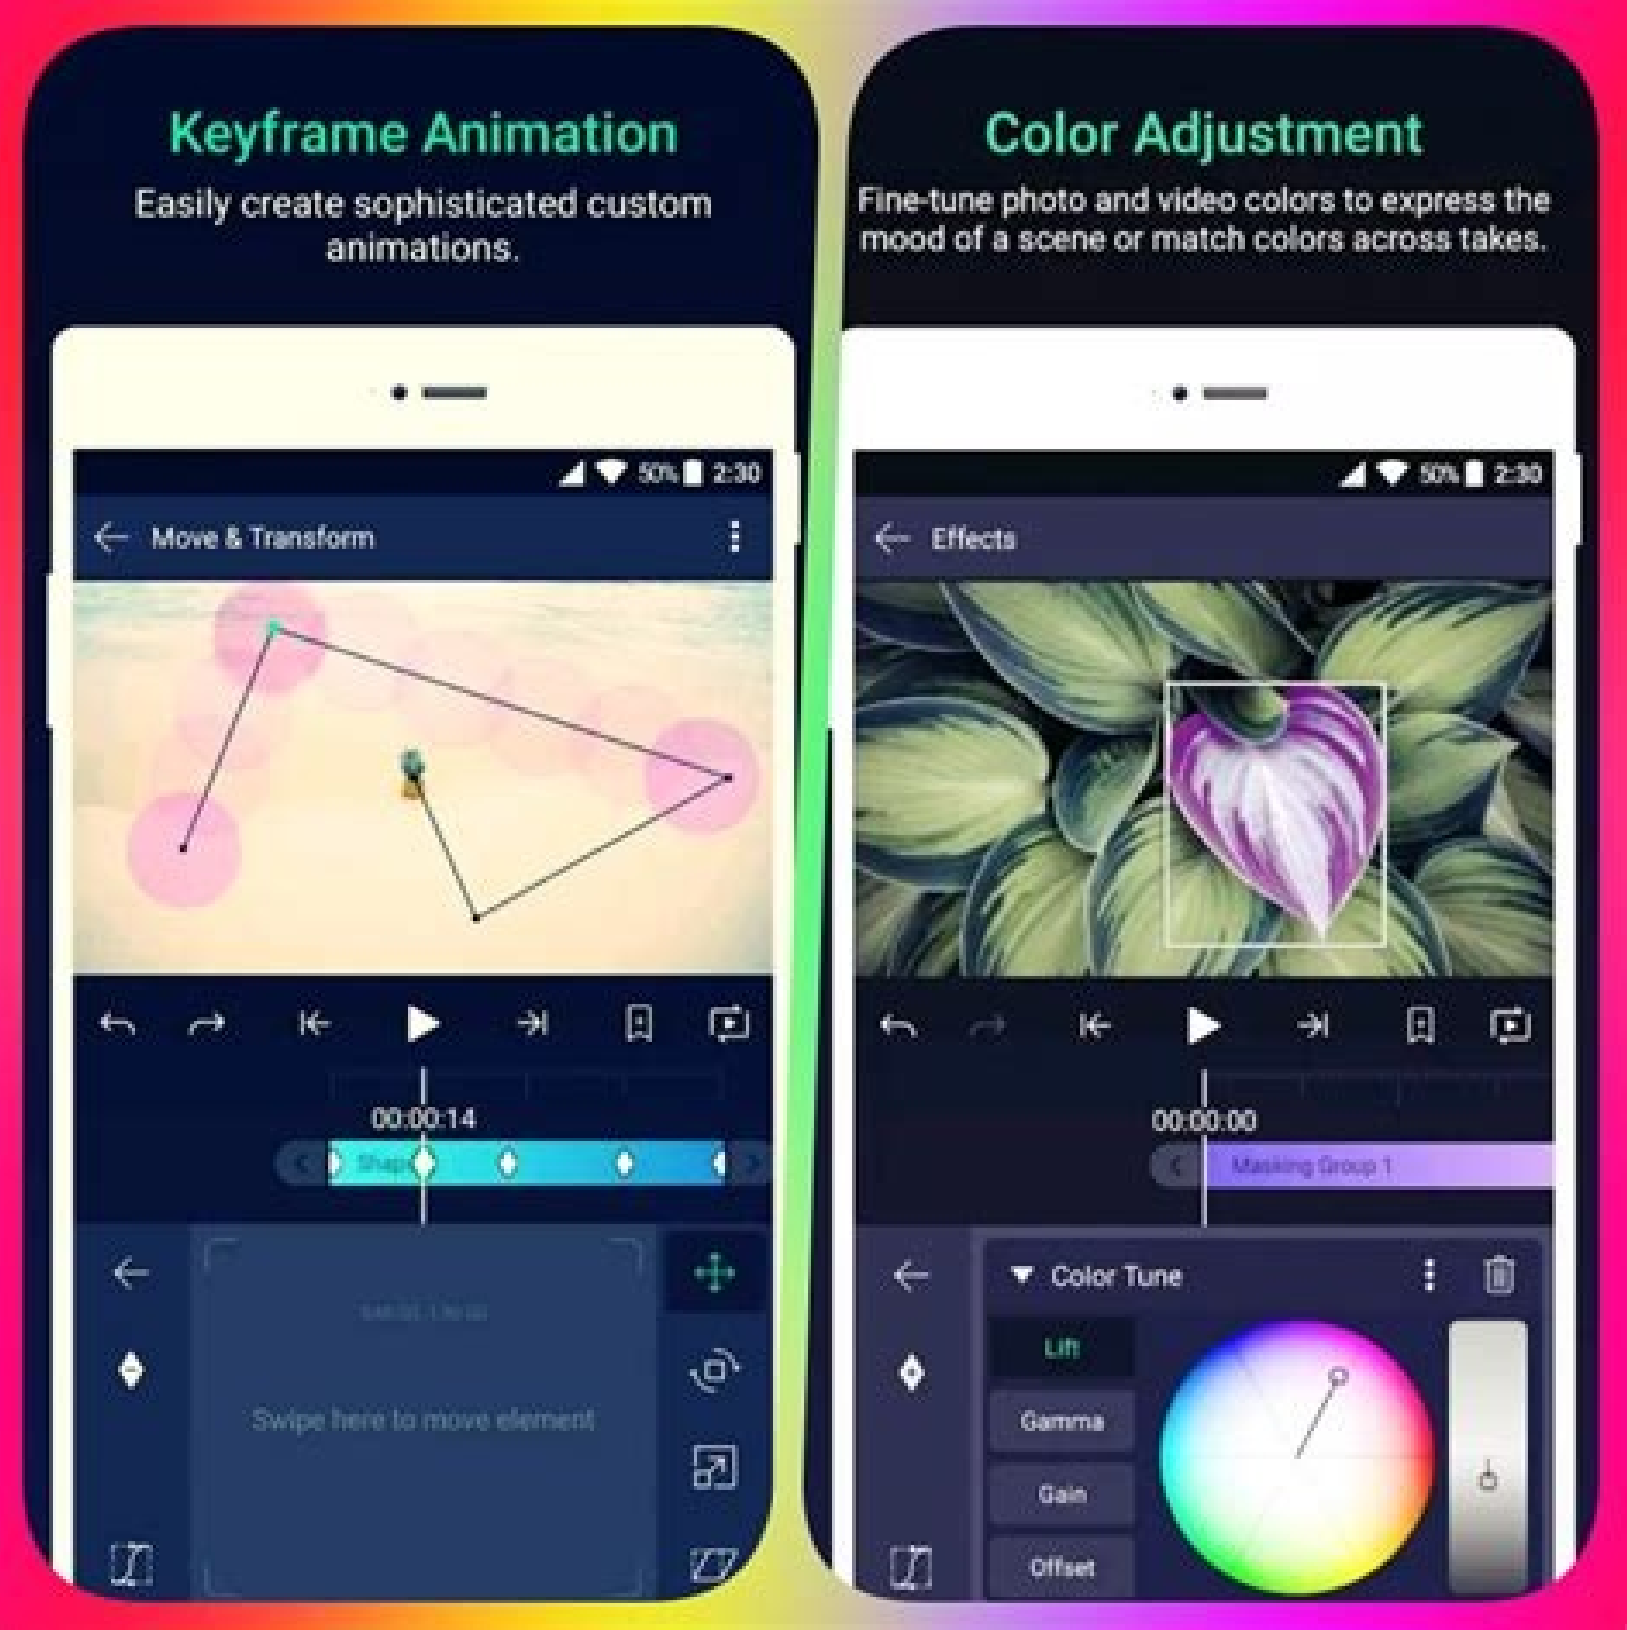 Keyframe Animation
Easily create sophisticated custom
animations.
50% 2:30
Move & Transform
00:00:14
Shape
Swipe here to move element
Color Adjustment
Fine-tune photo and video colors to express the
mood of a scene or match colors across takes.
50% 2:30
Effects
00:00:00
Masking Group 1
Color Tune
Lift
Gamma
Gain
Offset